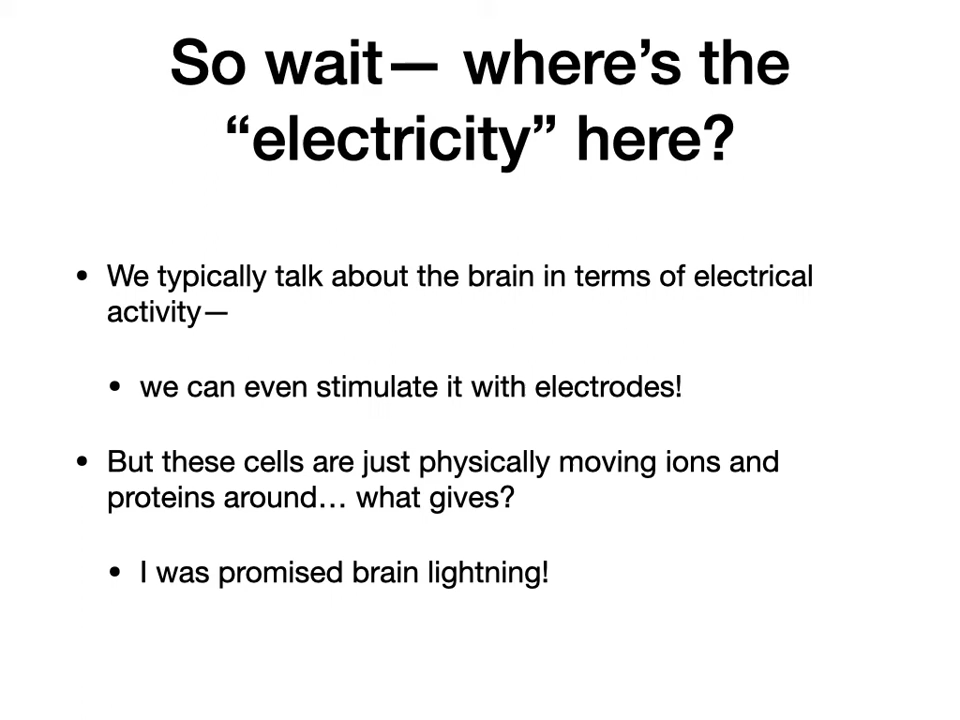 So wait— where’s the
“electricity” here?
• We typically talk about the brain in terms of electrical
activity—
• we can even stimulate it with electrodes!
• But these cells are just physically moving ions and
proteins around… what gives?
• I was promised brain lightning!